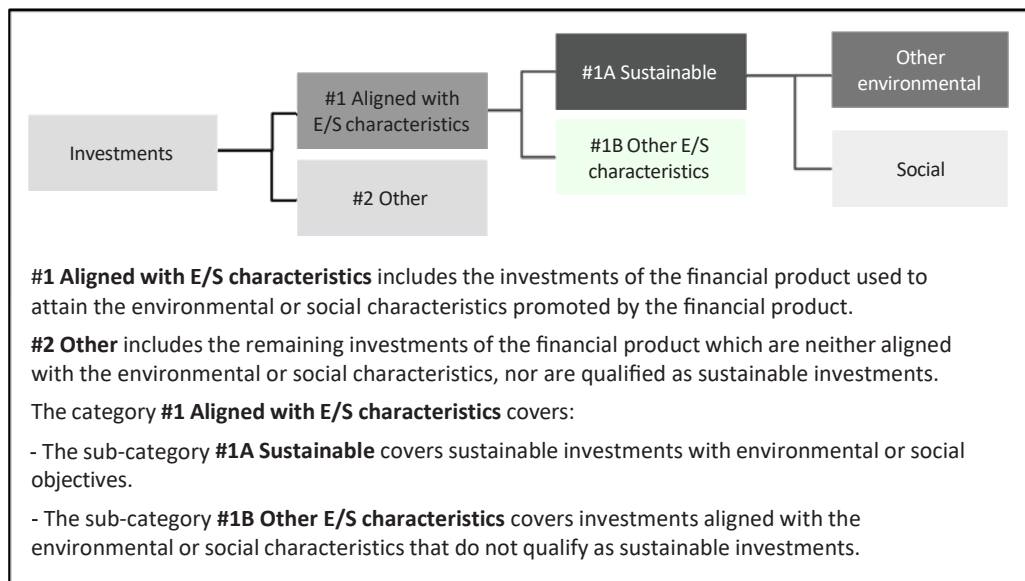 Investments
#1 Aligned with
E/S characteristics
#2 Other
#1A Sustainable
#1B Other E/S
characteristics
Other
environmental
Social
#1 Aligned with E/S characteristics includes the investments of the financial product used to
attain the environmental or social characteristics promoted by the financial product.
#2 Other includes the remaining investments of the financial product which are neither aligned
with the environmental or social characteristics, nor are qualified as sustainable investments.
The category #1 Aligned with E/S characteristics covers:
- The sub-category #1A Sustainable covers sustainable investments with environmental or social
objectives.
- The sub-category #1B Other E/S characteristics covers investments aligned with the
environmental or social characteristics that do not qualify as sustainable investments.